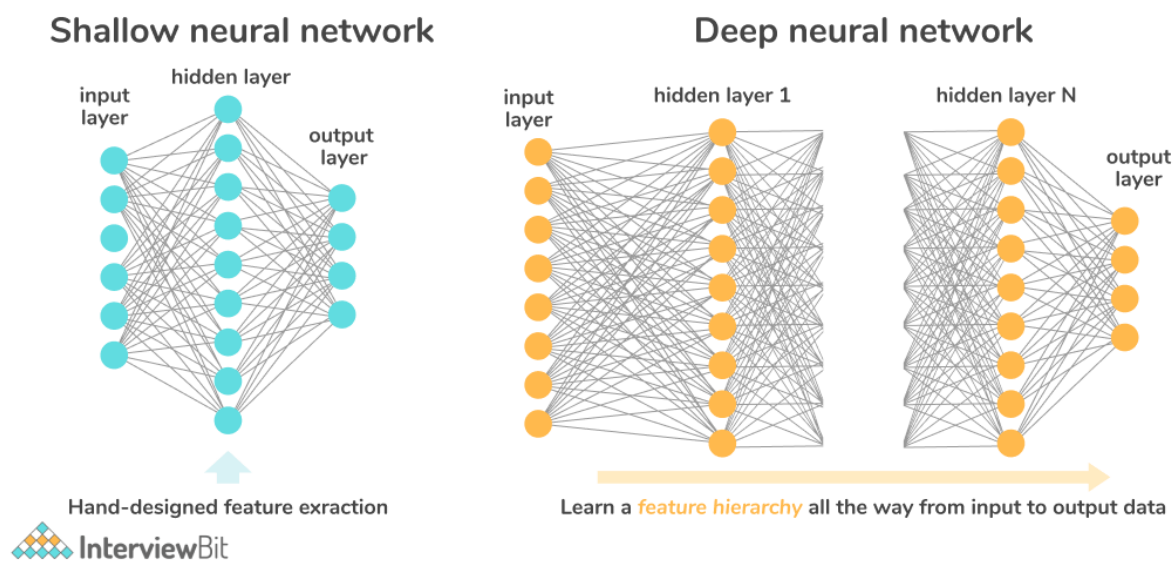 Shallow neural network
hidden layer
input
layer
output
layer
Hand-designed feature exraction
Deep neural network
input
layer
hidden layer 1
hidden layer N
output
layer
Learn a feature hierarchy all the way from input to output data
InterviewBit